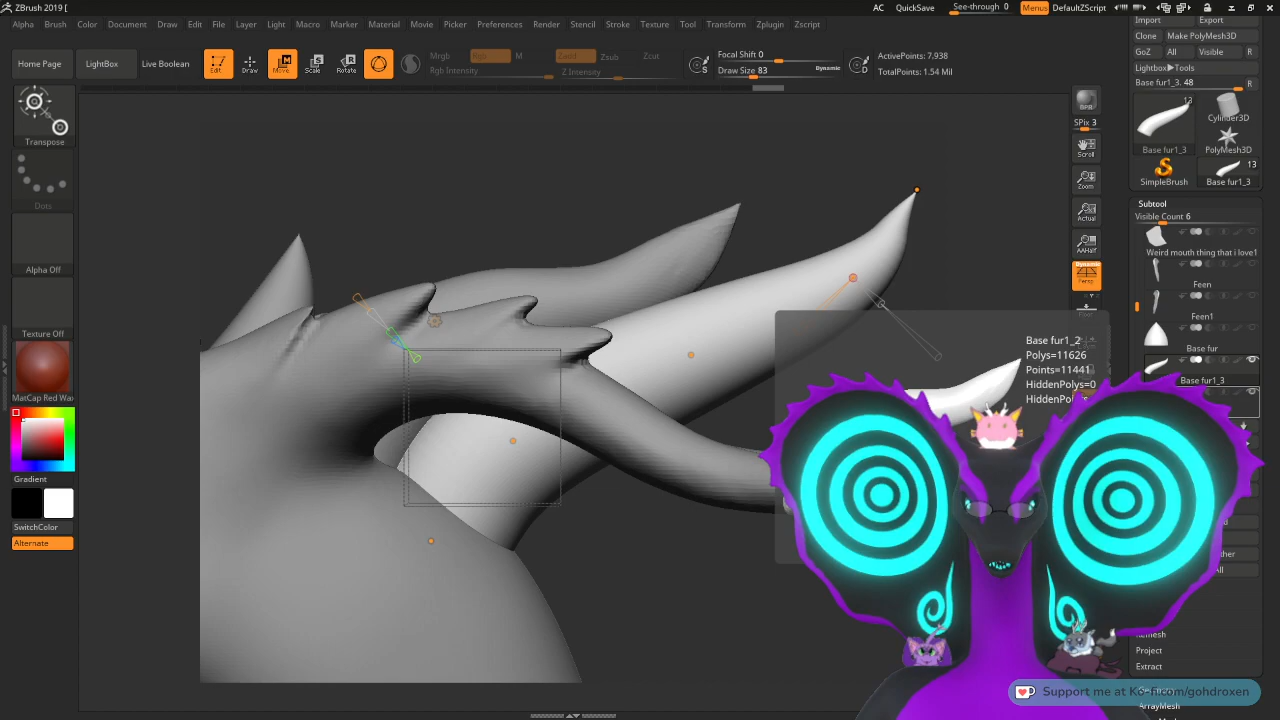 ZBrush 2019 [
AC QuickSave See-through 0 Menus DefaultZScript
Alpha Brush Color Document Draw Edit File Layer Light Macro Marker Material Movie Picker Preferences Render Stencil Stroke Texture Tool Transform Zplugin Zscript
Home Page LightBox Live Boolean
Edit Draw Move Scale Rotate
Mrgb Rgb M Zadd Zsub Zcut
Rgb Intensity Z Intensity
Focal Shift 0
Draw Size 83 Dynamic
ActivePoints: 7,938
TotalPoints: 1.54 Mil
Import Export
Clone Make PolyMesh3D
GoZ All Visible R
Lightbox▶Tools
Base fur1_3. 48 R
13
Base fur1_3
Cylinder3D
PolyMesh3D
SimpleBrush
13
Base fur1_3
Subtool
Visible Count 6
Weird mouth thing that i love1
Feen
Feen1
Base fur
Base fur1_3
Transpose
Dots
Alpha Off
Texture Off
MatCap Red Wax
Gradient
SwitchColor
Alternate
BPR
SPix 3
Scroll
Zoom
Actual
AAHalf
Dynamic
Persp
Floor
Base fur1_2
Polys=11626
Points=11441
HiddenPolys=0
Remesh
Project
Extract
Geometry
ArrayMesh
Support me at Ko-fi.com/gohdroxen